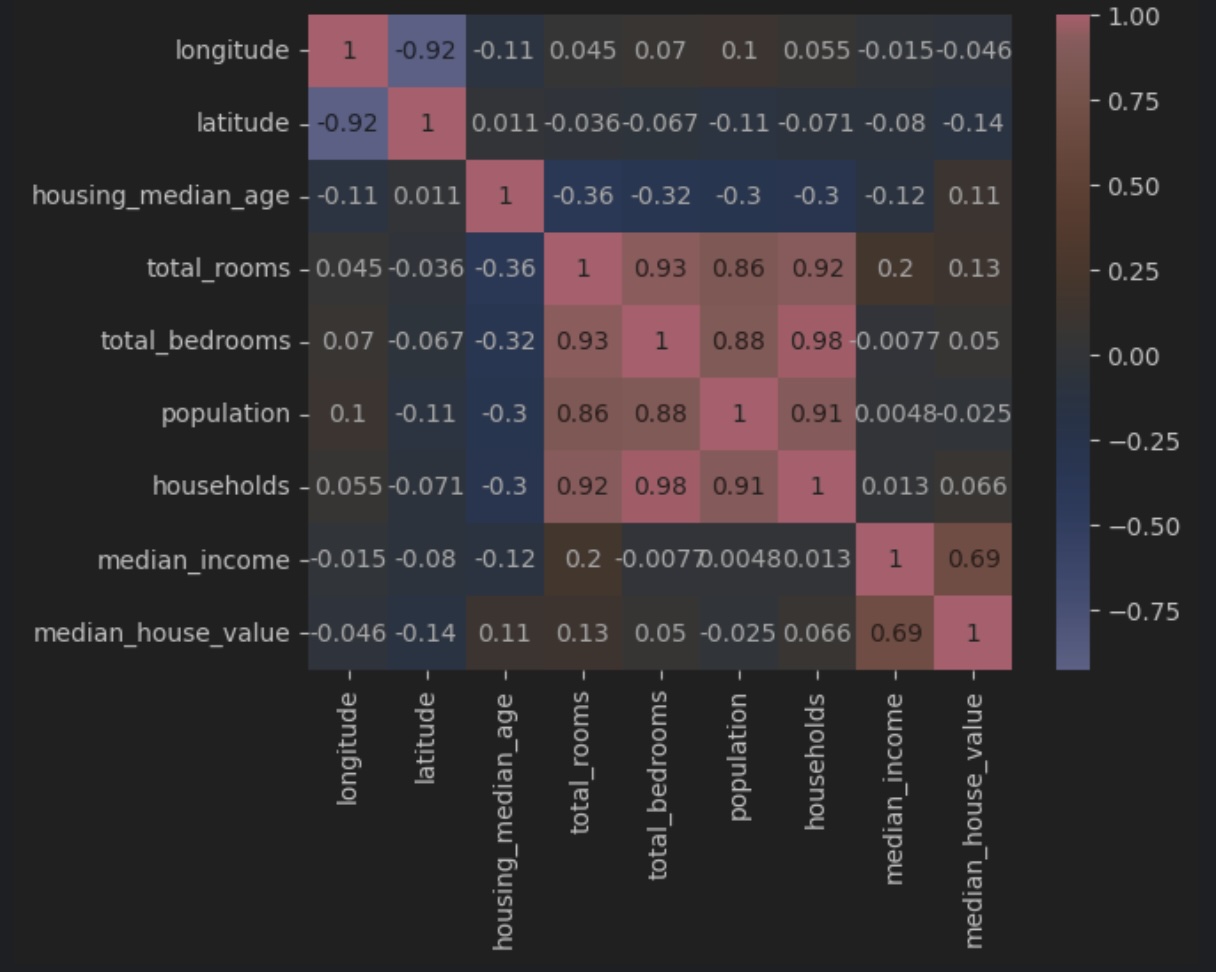 longitude 1 -0.92 -0.11 0.045 0.07 0.1 0.055 -0.015 -0.046
latitude -0.92 1 0.011 -0.036 -0.067 -0.11 -0.071 -0.08 -0.14
housing_median_age -0.11 0.011 1 -0.36 -0.32 -0.3 -0.3 -0.12 0.11
total_rooms 0.045 -0.036 -0.36 1 0.93 0.86 0.92 0.2 0.13
total_bedrooms 0.07 -0.067 -0.32 0.93 1 0.88 0.98 -0.0077 0.05
population 0.1 -0.11 -0.3 0.86 0.88 1 0.91 0.0048 -0.025
households 0.055 -0.071 -0.3 0.92 0.98 0.91 1 0.013 0.066
median_income -0.015 -0.08 -0.12 0.2 -0.0077 0.0048 0.013 1 0.69
median_house_value -0.046 -0.14 0.11 0.13 0.05 -0.025 0.066 0.69 1
longitude
latitude
housing_median_age
total_rooms
total_bedrooms
population
households
median_income
median_house_value
1.00
0.75
0.50
0.25
0.00
−0.25
−0.50
−0.75